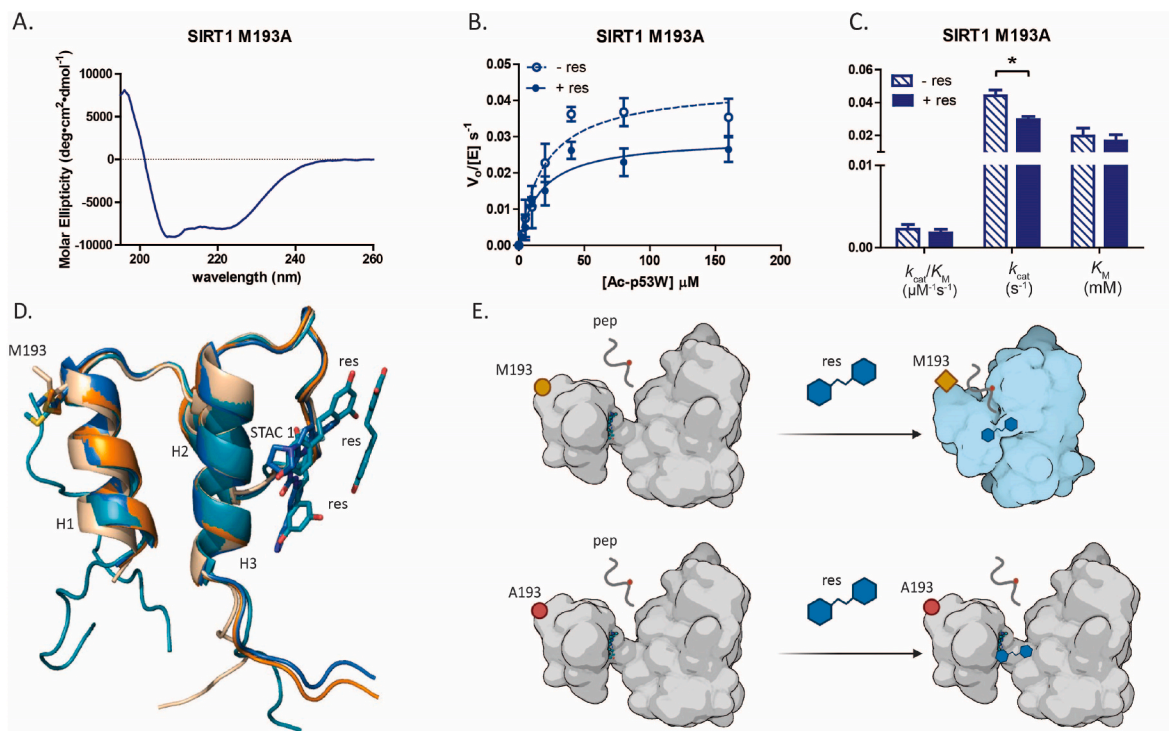 A.
SIRT1 M193A
Molar Ellipticity (deg•cm²•dmol⁻¹)
10000
5000
0
-5000
-10000
200
220
240
260
wavelength (nm)
B.
SIRT1 M193A
- res
+ res
V₀/[E] s⁻¹
0.05
0.04
0.03
0.02
0.01
0.00
0
50
100
150
200
[Ac-p53W] μM
C.
SIRT1 M193A
- res
+ res
*
0.06
0.04
0.02
0.01
0.00
kcat/KM
(μM⁻¹s⁻¹)
kcat
(s⁻¹)
KM
(mM)
D.
M193
H1
H2
STAC 1
H3
res
res
res
E.
pep
M193
res
M193
pep
A193
res
A193